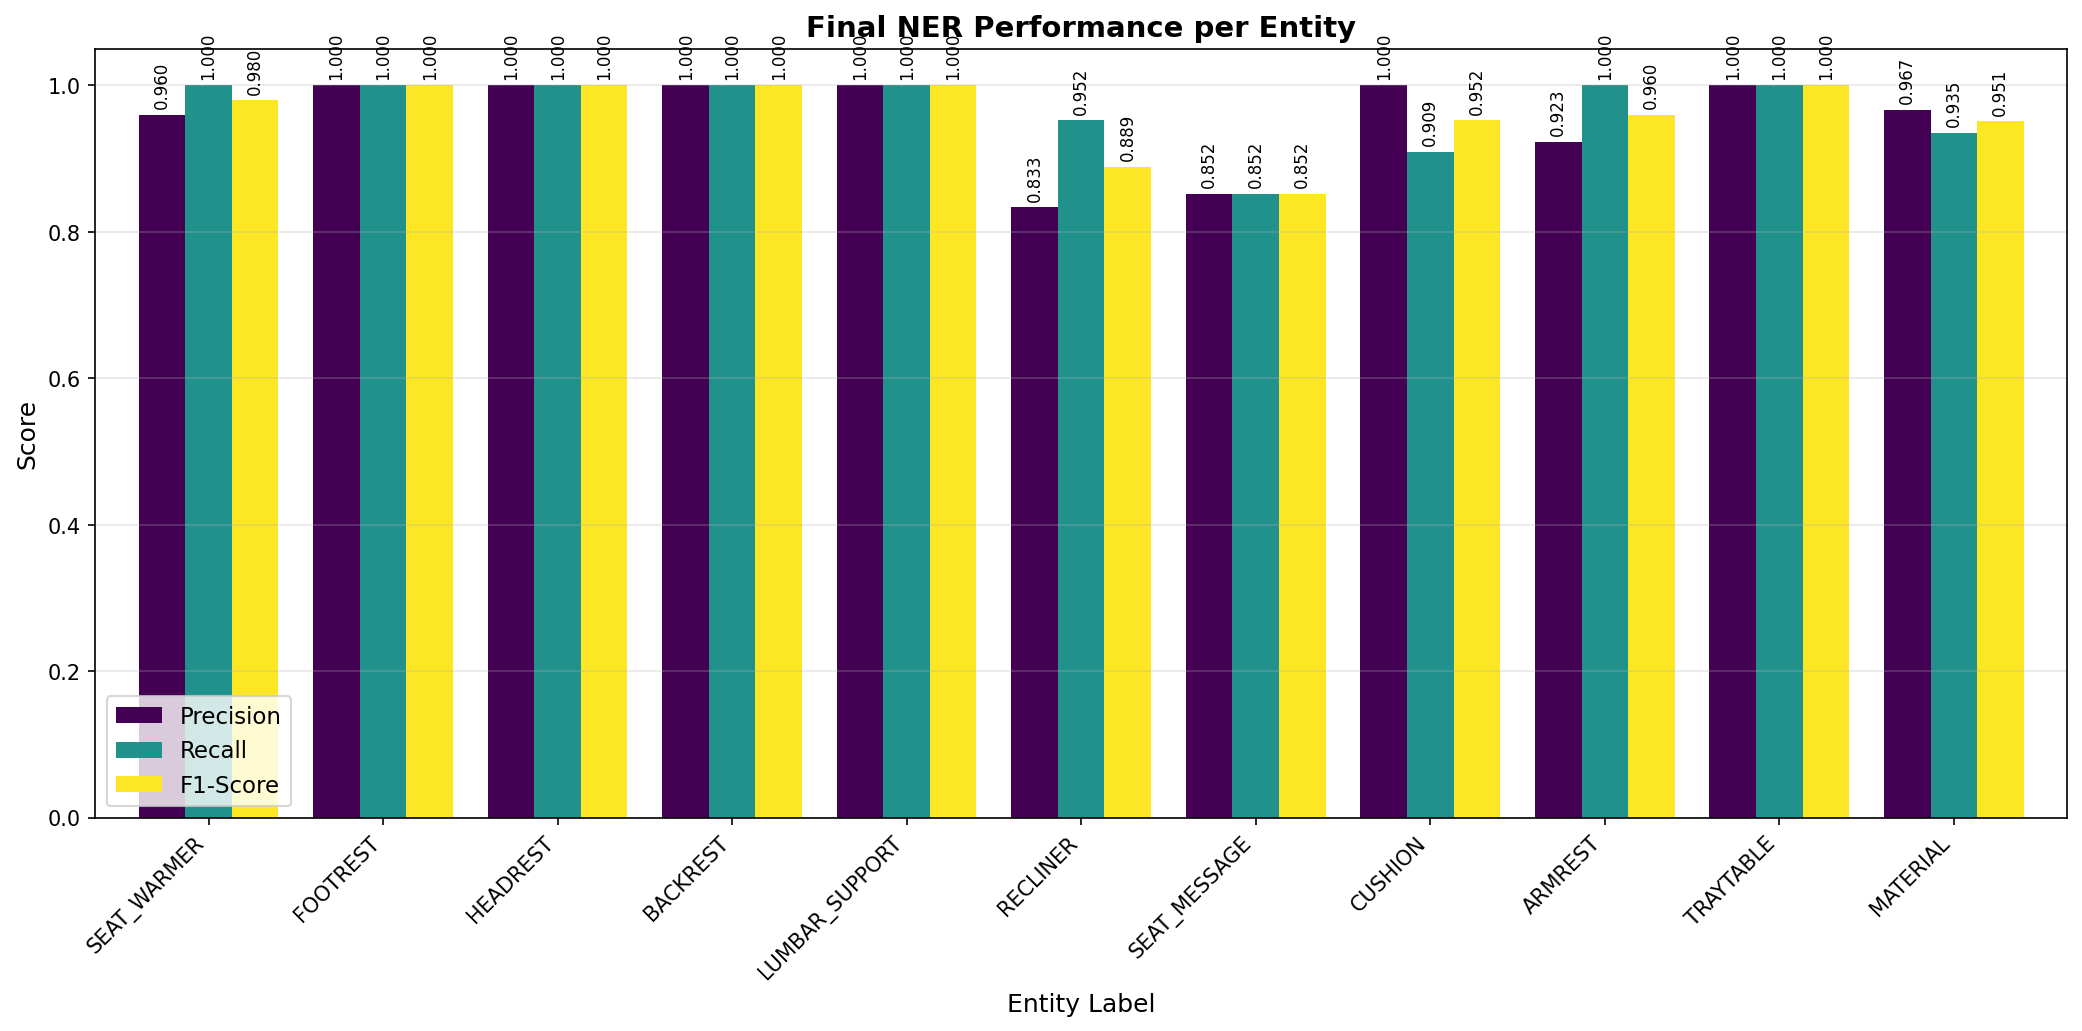 Final NER Performance per Entity
0.960
1.000
0.980
1.000
1.000
1.000
1.000
1.000
1.000
1.000
1.000
1.000
1.000
1.000
1.000
0.833
0.952
0.889
0.852
0.852
0.852
1.000
0.909
0.952
0.923
1.000
0.960
1.000
1.000
1.000
0.967
0.935
0.951
1.0
0.8
0.6
0.4
0.2
0.0
Score
Precision
Recall
F1-Score
SEAT_WARMER
FOOTREST
HEADREST
BACKREST
LUMBAR_SUPPORT
RECLINER
SEAT_MESSAGE
CUSHION
ARMREST
TRAYTABLE
MATERIAL
Entity Label